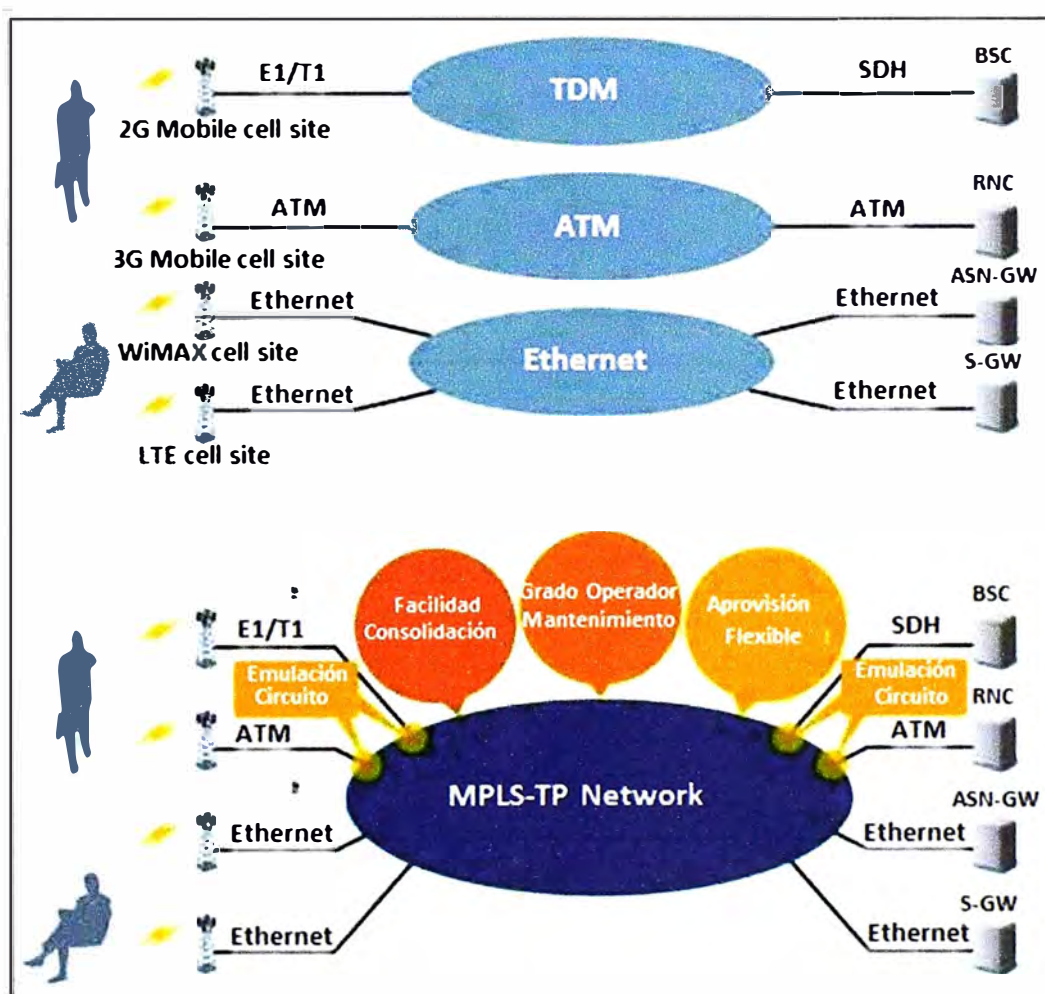 BSC
E1/T1
TDM
SDH
2G Mobile cell site
RNC
ATM
ATM
ATM
3G Mobile cell site
ASN-GW
Ethernet
Ethernet
WiMAX cell site
Ethernet
S-GW
Ethernet
Ethernet
LTE cell site
Facilidad
Consolidación
Grado Operador
Mantenimiento
Aprovisión
Flexible
BSC
E1/T1
SDH
Emulación
Circuito
Emulación
Circuito
RNC
ATM
ATM
MPLS-TP Network
ASN-GW
Ethernet
Ethernet
S-GW
Ethernet
Ethernet